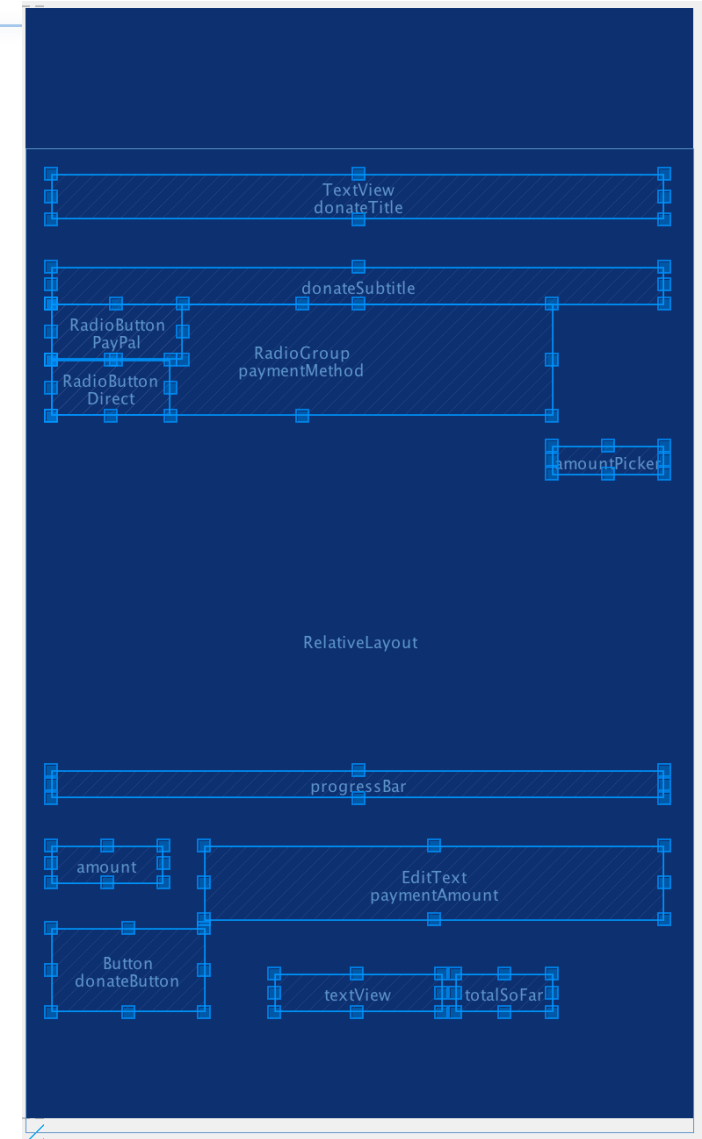 TextView
donateTitle
donateSubtitle
RadioButton
PayPal
RadioGroup
paymentMethod
RadioButton
Direct
amountPicker
RelativeLayout
progressBar
amount
EditText
paymentAmount
Button
donateButton
textView
totalSoFar